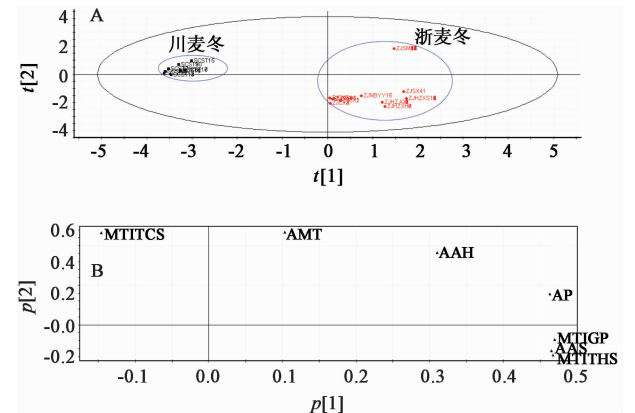 A
川麦冬
浙麦冬
4
2
0
-2
-4
t[2]
SCST15
ZJSX41
ZJNBYY16
-5 -4 -3 -2 -1 0 1 2 3 4 5
t[1]
B
0.6
0.4
0.2
-0.0
-0.2
p[2]
MTITCS
AMT
AAH
AP
MTIGP
AAS
MTITHS
-0.1 0.0 0.1 0.2 0.3 0.4 0.5
p[1]